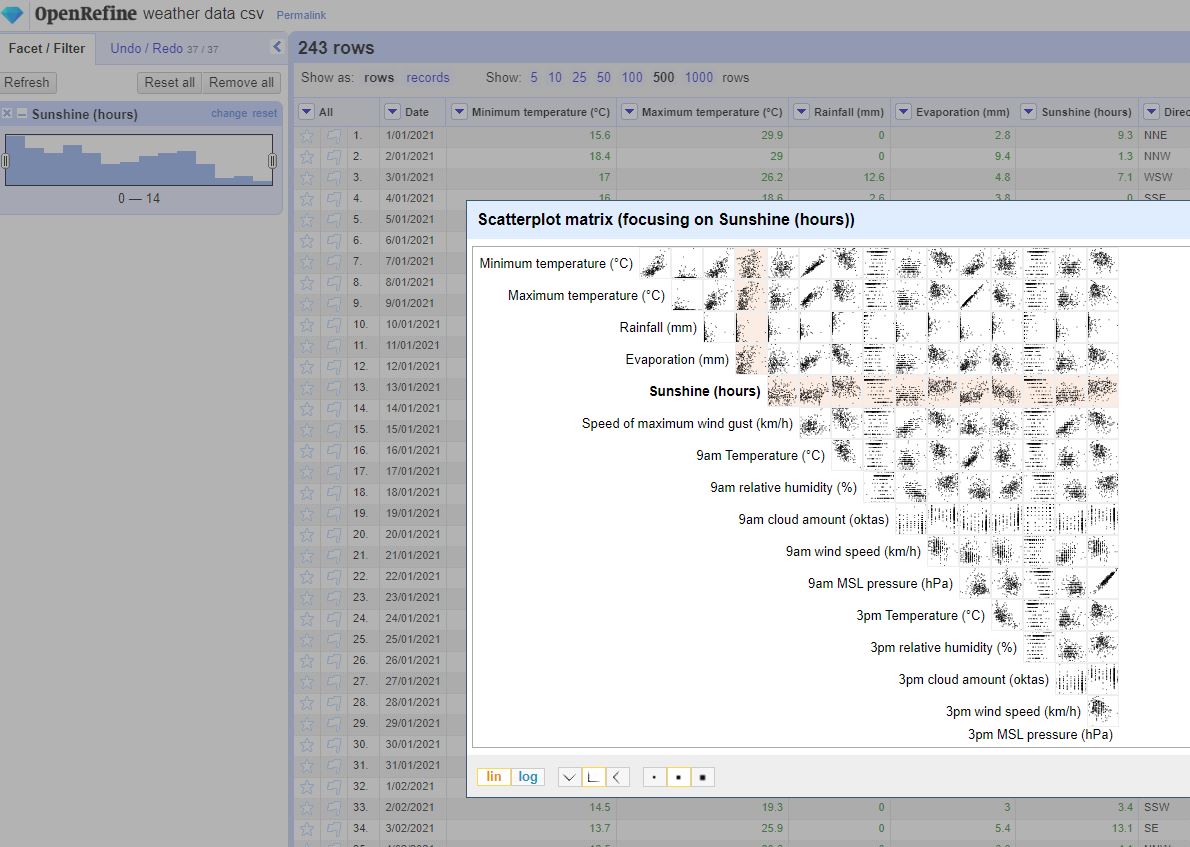 OpenRefine weather data csv Permalink
Facet / Filter Undo / Redo 37 / 37
Refresh Reset all Remove all
Sunshine (hours) change reset
0 — 14
243 rows
Show as: rows records Show: 5 10 25 50 100 500 1000 rows
All Date Minimum temperature (°C) Maximum temperature (°C) Rainfall (mm) Evaporation (mm) Sunshine (hours) Direc
1. 1/01/2021 15.6 29.9 0 2.8 9.3 NNE
2. 2/01/2021 18.4 29 0 9.4 1.3 NNW
3. 3/01/2021 17 26.2 12.6 4.8 7.1 WSW
4. 4/01/2021 16 18.6 2.6 3.8 0 SSE
5. 5/01/2021
6. 6/01/2021
7. 7/01/2021
8. 8/01/2021
9. 9/01/2021
10. 10/01/2021
11. 11/01/2021
12. 12/01/2021
13. 13/01/2021
14. 14/01/2021
15. 15/01/2021
16. 16/01/2021
17. 17/01/2021
18. 18/01/2021
19. 19/01/2021
20. 20/01/2021
21. 21/01/2021
22. 22/01/2021
23. 23/01/2021
24. 24/01/2021
25. 25/01/2021
26. 26/01/2021
27. 27/01/2021
28. 28/01/2021
29. 29/01/2021
30. 30/01/2021
31. 31/01/2021
32. 1/02/2021
33. 2/02/2021 14.5 19.3 0 3 3.4 SSW
34. 3/02/2021 13.7 25.9 0 5.4 13.1 SE
Scatterplot matrix (focusing on Sunshine (hours))
Minimum temperature (°C)
Maximum temperature (°C)
Rainfall (mm)
Evaporation (mm)
Sunshine (hours)
Speed of maximum wind gust (km/h)
9am Temperature (°C)
9am relative humidity (%)
9am cloud amount (oktas)
9am wind speed (km/h)
9am MSL pressure (hPa)
3pm Temperature (°C)
3pm relative humidity (%)
3pm cloud amount (oktas)
3pm wind speed (km/h)
3pm MSL pressure (hPa)
lin log